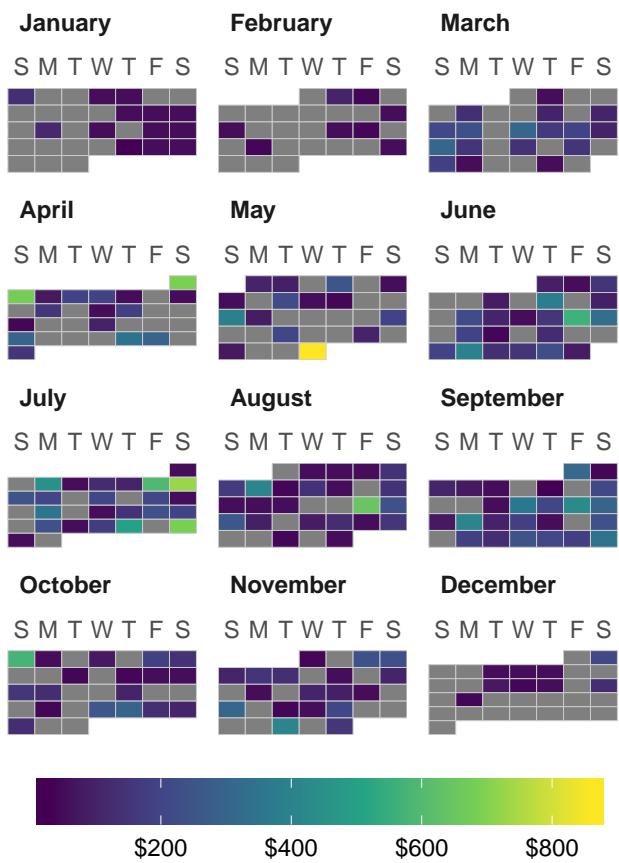 January February March
S M T W T F S S M T W T F S S M T W T F S
April May June
S M T W T F S S M T W T F S S M T W T F S
July August September
S M T W T F S S M T W T F S S M T W T F S
October November December
S M T W T F S S M T W T F S S M T W T F S
$200 $400 $600 $800